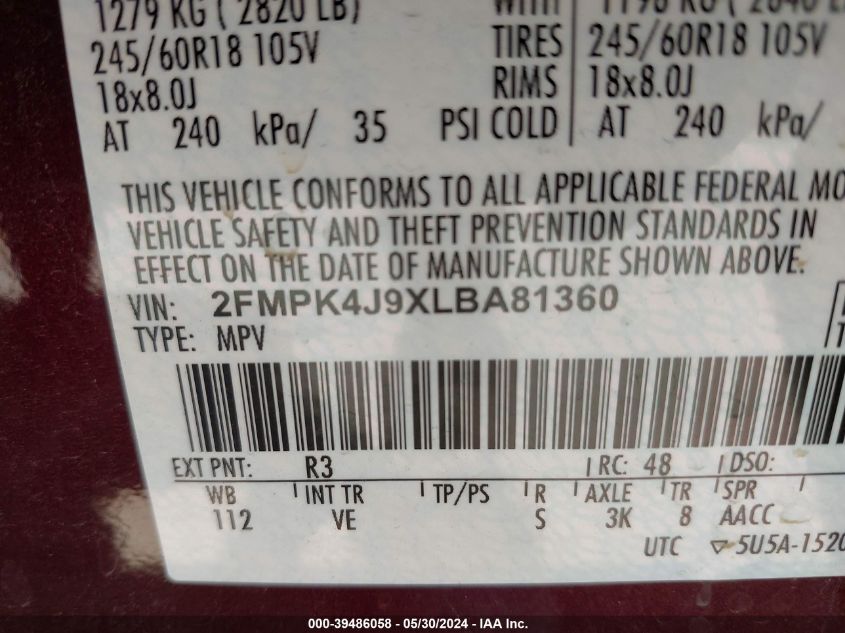 1279 KG ( 2820 LB) WITH
245/60R18 105V TIRES 245/60R18 105V
18x8.0J RIMS 18x8.0J
AT 240 kPa/ 35 PSI COLD AT 240 kPa/
THIS VEHICLE CONFORMS TO ALL APPLICABLE FEDERAL MO
VEHICLE SAFETY AND THEFT PREVENTION STANDARDS IN
EFFECT ON THE DATE OF MANUFACTURE SHOWN ABOVE.
VIN: 2FMPK4J9XLBA81360
TYPE: MPV
EXT PNT: R3 RC: 48 DSO:
WB INT TR TP/PS R AXLE TR SPR
112 VE S 3K 8 AACC
UTC ▽5U5A-1520
000-39486058 - 05/30/2024 - IAA Inc.